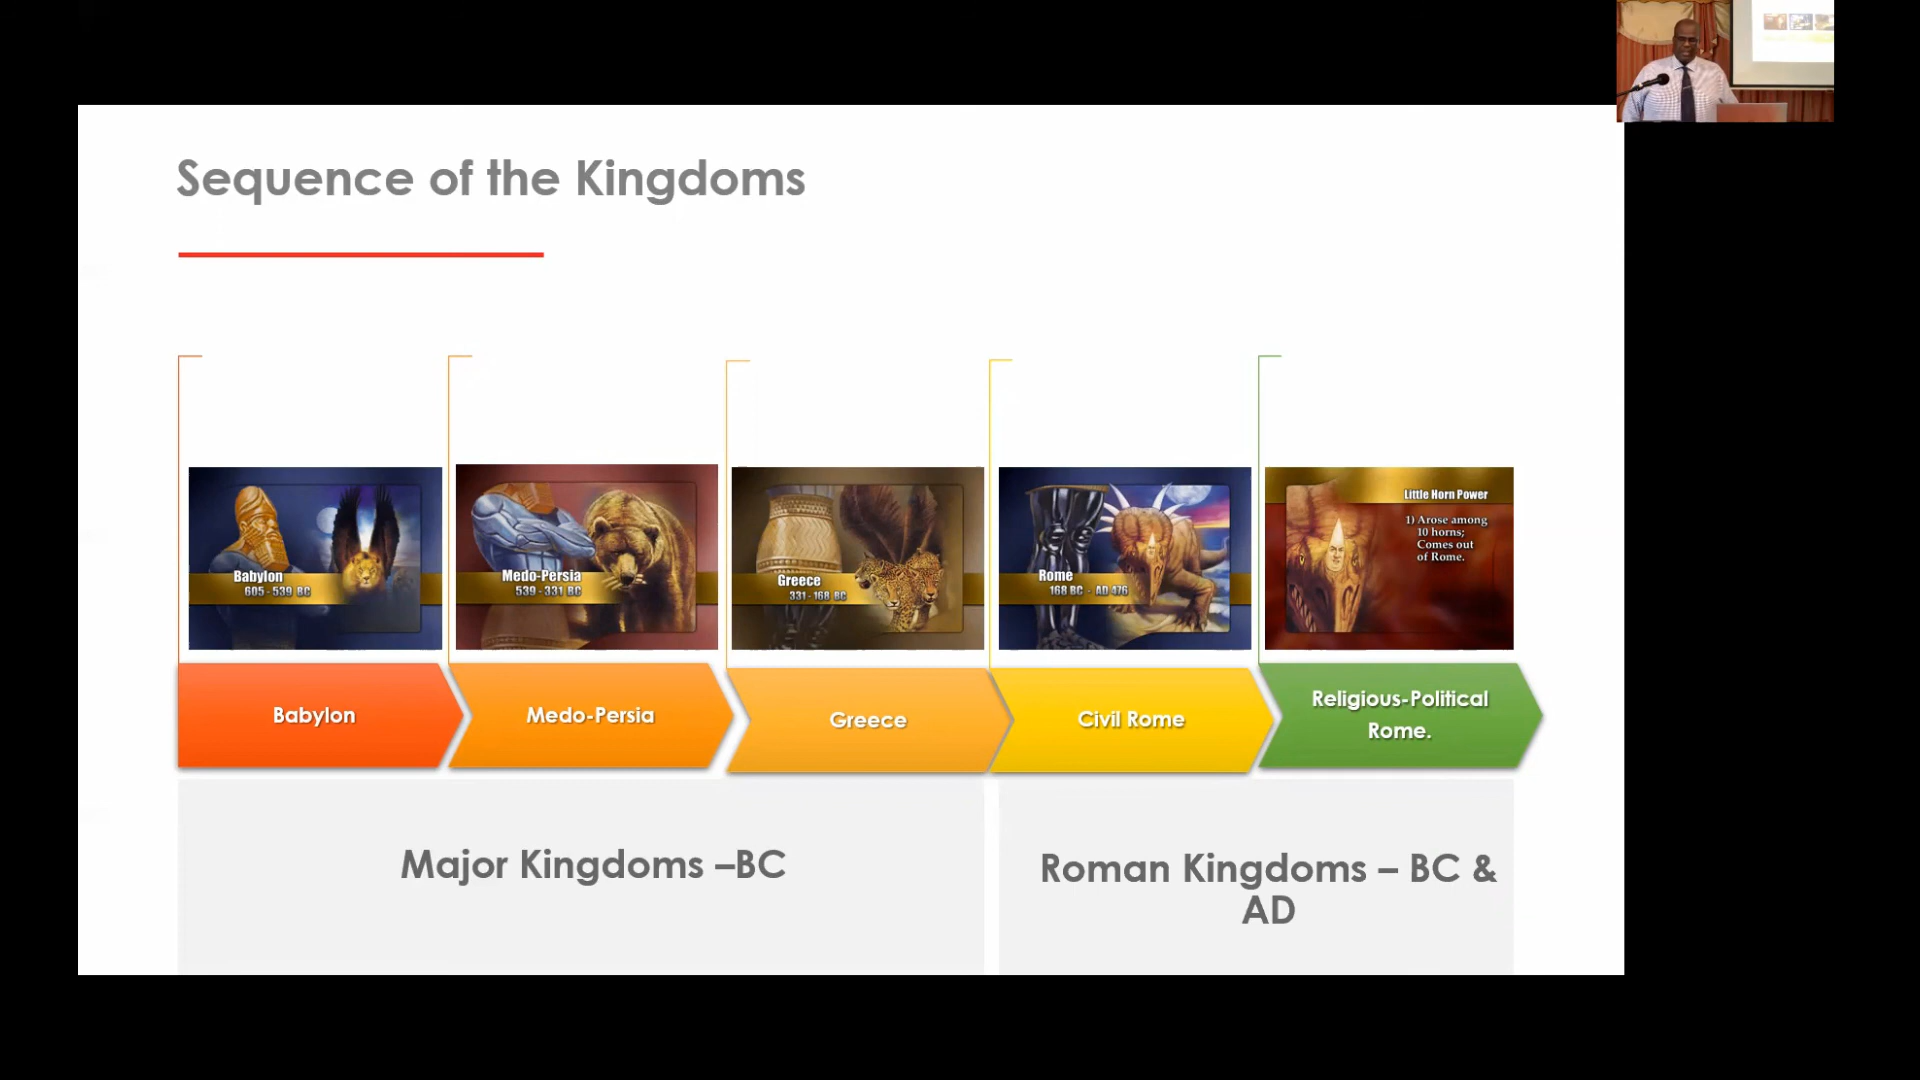 Sequence of the Kingdoms
Babylon
605 - 539 BC
Medo-Persia
539 - 331 BC
Greece
331 - 168 BC
Rome
168 BC - AD 476
Little Horn Power
1) Arose among
10 horns;
Comes out
of Rome.
Babylon
Medo-Persia
Greece
Civil Rome
Religious-Political
Rome.
Major Kingdoms –BC
Roman Kingdoms – BC &
AD